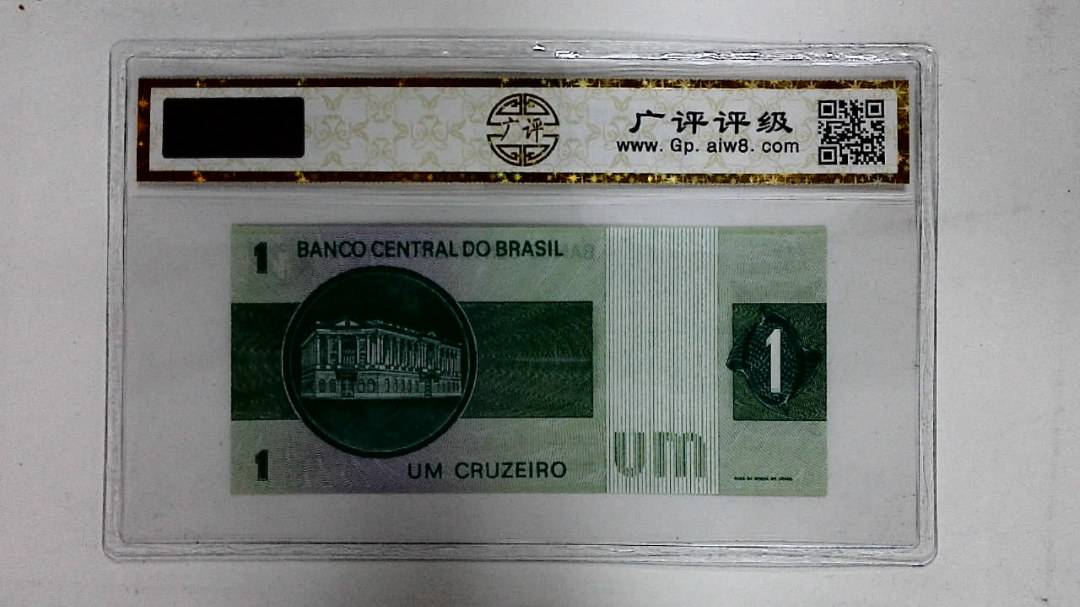 广评
广评评级
www.Gp.aiw8.com
1 BANCO CENTRAL DO BRASIL
1
1 UM CRUZEIRO
um